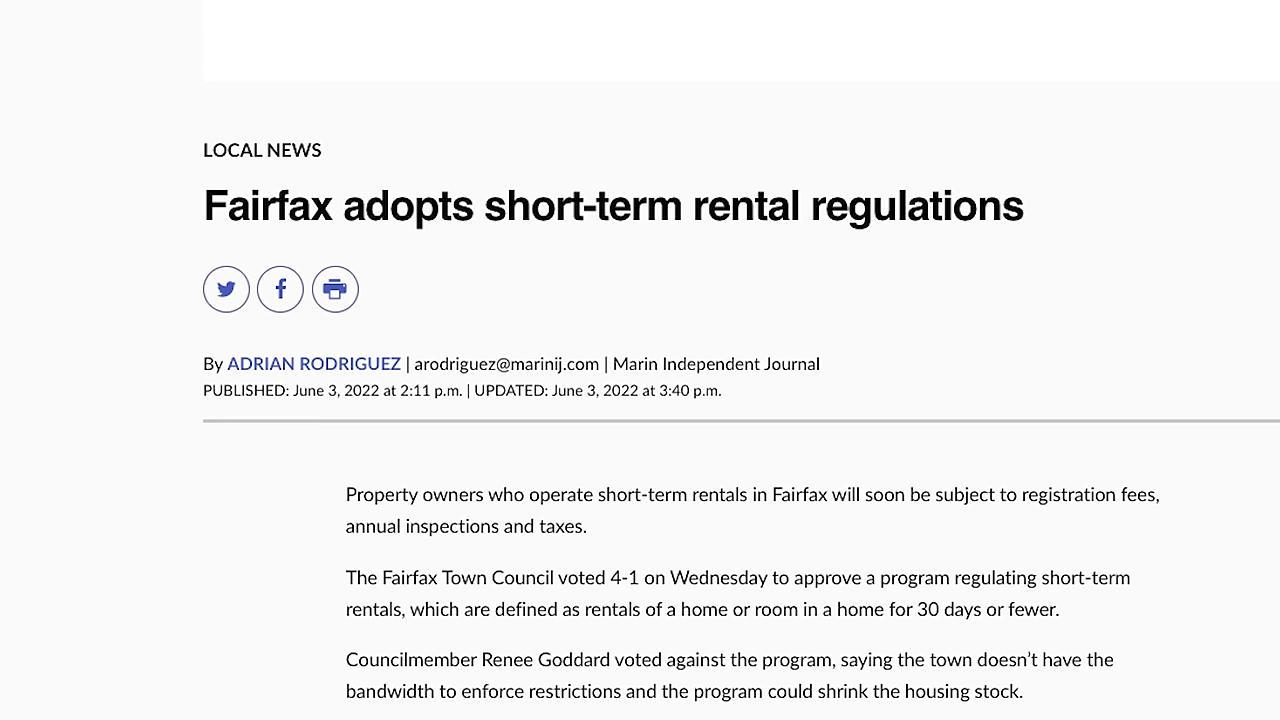 LOCAL NEWS
Fairfax adopts short-term rental regulations
By ADRIAN RODRIGUEZ | arodriguez@marinij.com | Marin Independent Journal
PUBLISHED: June 3, 2022 at 2:11 p.m. | UPDATED: June 3, 2022 at 3:40 p.m.
Property owners who operate short-term rentals in Fairfax will soon be subject to registration fees,
annual inspections and taxes.
The Fairfax Town Council voted 4-1 on Wednesday to approve a program regulating short-term
rentals, which are defined as rentals of a home or room in a home for 30 days or fewer.
Councilmember Renee Goddard voted against the program, saying the town doesn’t have the
bandwidth to enforce restrictions and the program could shrink the housing stock.